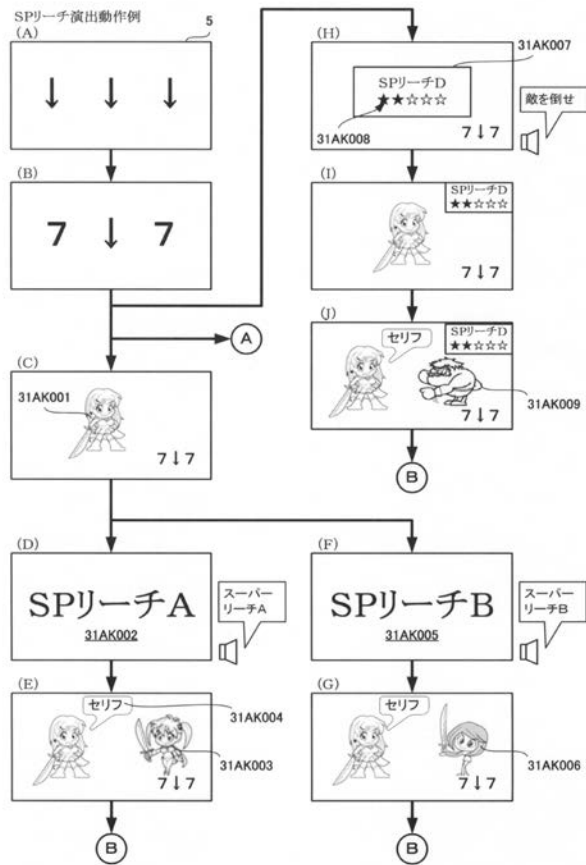 SPリーチ演出動作例
(A)
5
↓ ↓ ↓
(B)
7 ↓ 7
A
(C)
31AK001
7↓7
(D)
SPリーチA
31AK002
スーパー
リーチA
(E)
セリフ
31AK004
31AK003
7↓7
B
(F)
SPリーチB
31AK005
スーパー
リーチB
(G)
セリフ
31AK006
7↓7
B
(H)
31AK007
SPリーチD
★★☆☆☆
31AK008
7↓7
敵を倒せ
(I)
SPリーチD
★★☆☆☆
7↓7
(J)
セリフ
SPリーチD
★★☆☆☆
31AK009
7↓7
B